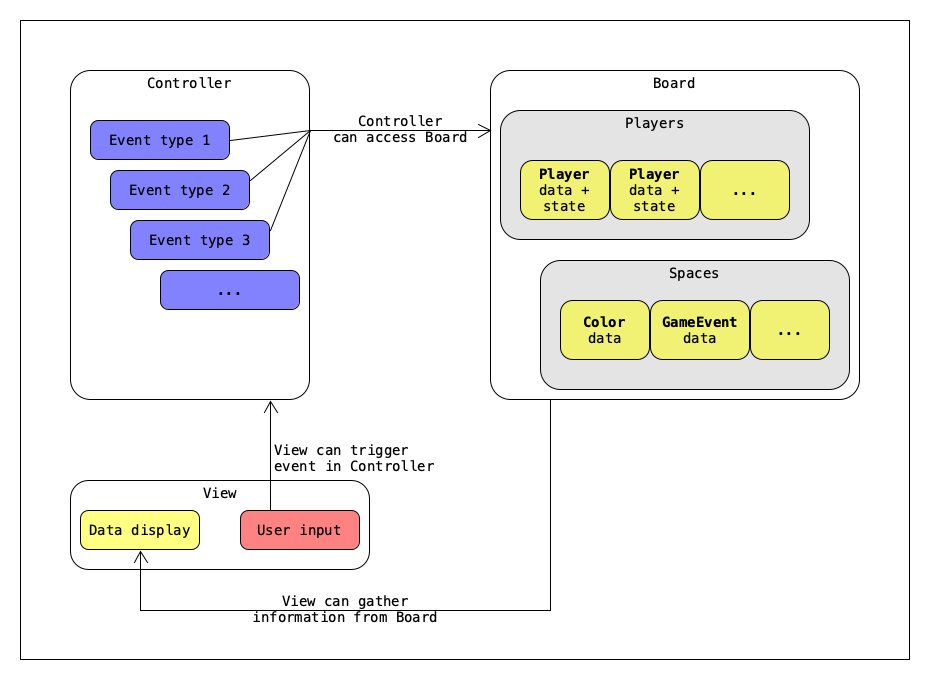 Controller
Event type 1
Event type 2
Event type 3
...
Controller
can access Board
Board
Players
Player
data +
state
Player
data +
state
...
Spaces
Color
data
GameEvent
data
...
View can trigger
event in Controller
View
Data display
User input
View can gather
information from Board